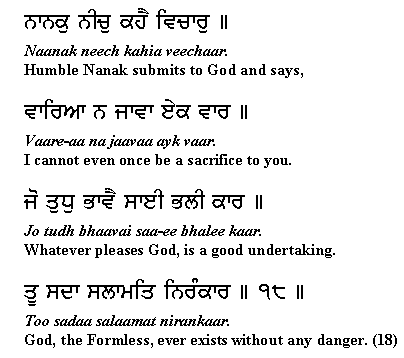 ਨਾਨਕੁ ਨੀਚੁ ਕਹੈ ਵਿਚਾਰੁ ॥
Naanak neech kahia veechaar.
Humble Nanak submits to God and says,
ਵਾਰਿਆ ਨ ਜਾਵਾ ਏਕ ਵਾਰ ॥
Vaare-aa na jaavaa ayk vaar.
I cannot even once be a sacrifice to you.
ਜੋ ਤੁਧੁ ਭਾਵੈ ਸਾਈ ਭਲੀ ਕਾਰ ॥
Jo tudh bhaavai saa-ee bhalee kaar.
Whatever pleases God, is a good undertaking.
ਤੂ ਸਦਾ ਸਲਾਮਤਿ ਨਿਰੰਕਾਰ ॥ ੧੮ ॥
Too sadaa salaamat nirankaar.
God, the Formless, ever exists without any danger. (18)